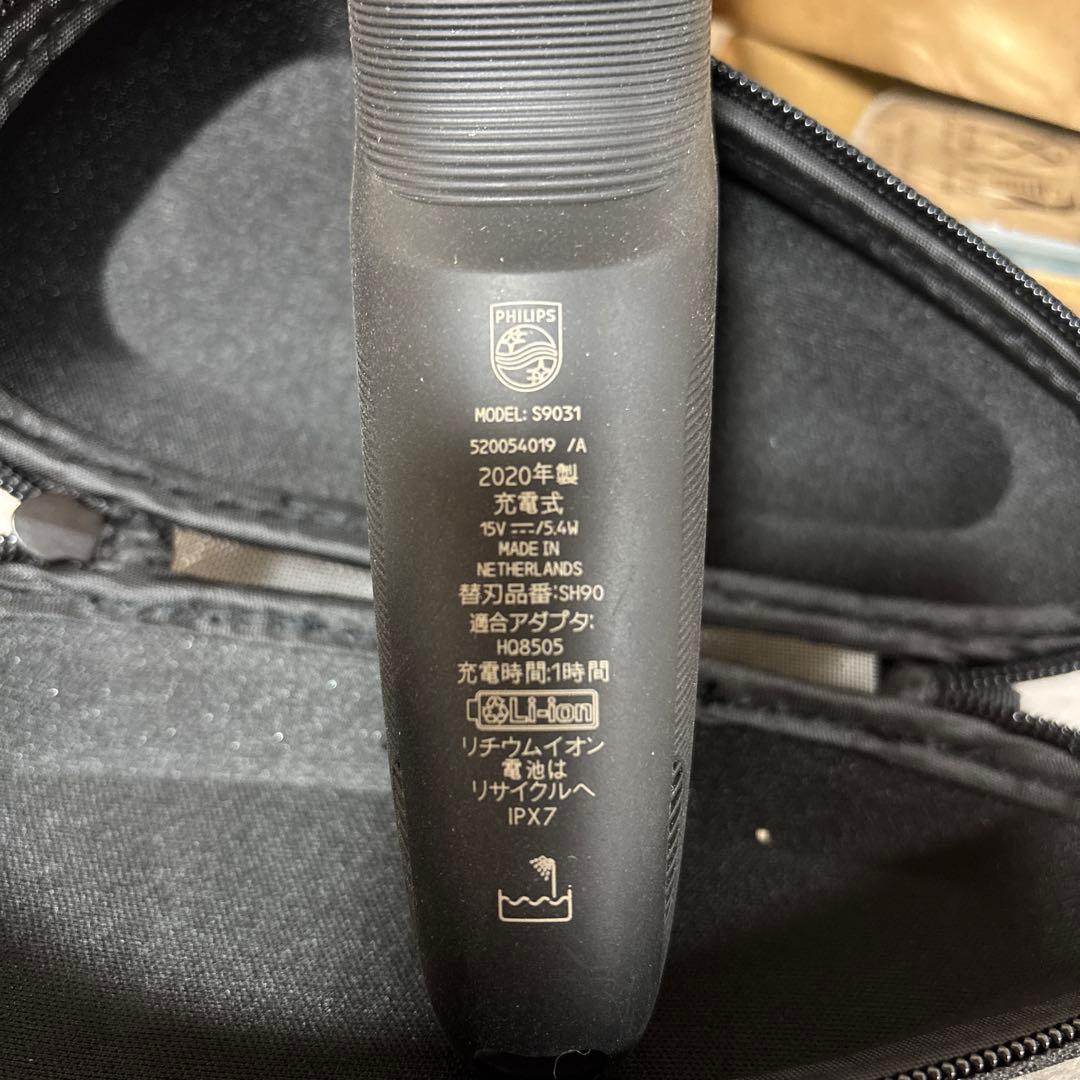 PHILIPS
MODEL: S9031
520054019 /A
2020年製
充電式
15V ⎓/5.4W
MADE IN
NETHERLANDS
替刃品番:SH90
適合アダプタ:
HQ8505
充電時間:1時間
Li-ion
リチウムイオン
電池は
リサイクルへ
IPX7